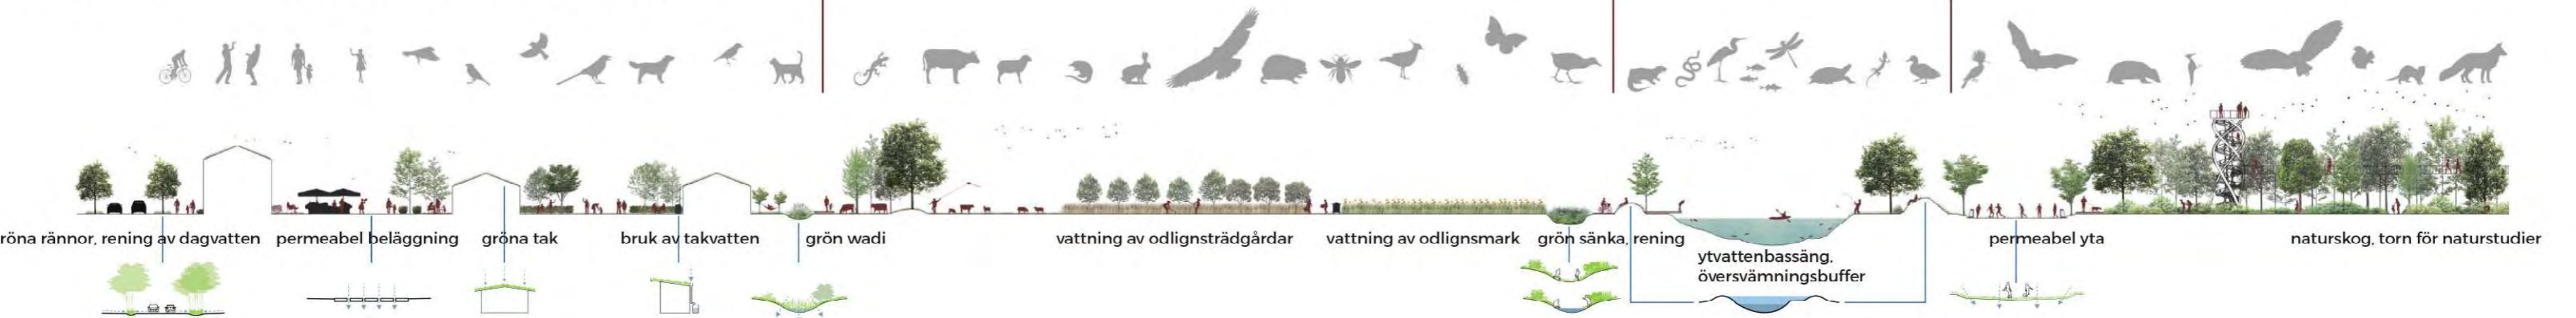 röna rännor, rening av dagvatten
permeabel beläggning
gröna tak
bruk av takvatten
grön wadi
vattning av odlignsträdgårdar
vattning av odlignsmark
grön sänka, rening
ytvattenbassäng,
översvämningsbuffer
permeabel yta
naturskog, torn för naturstudier